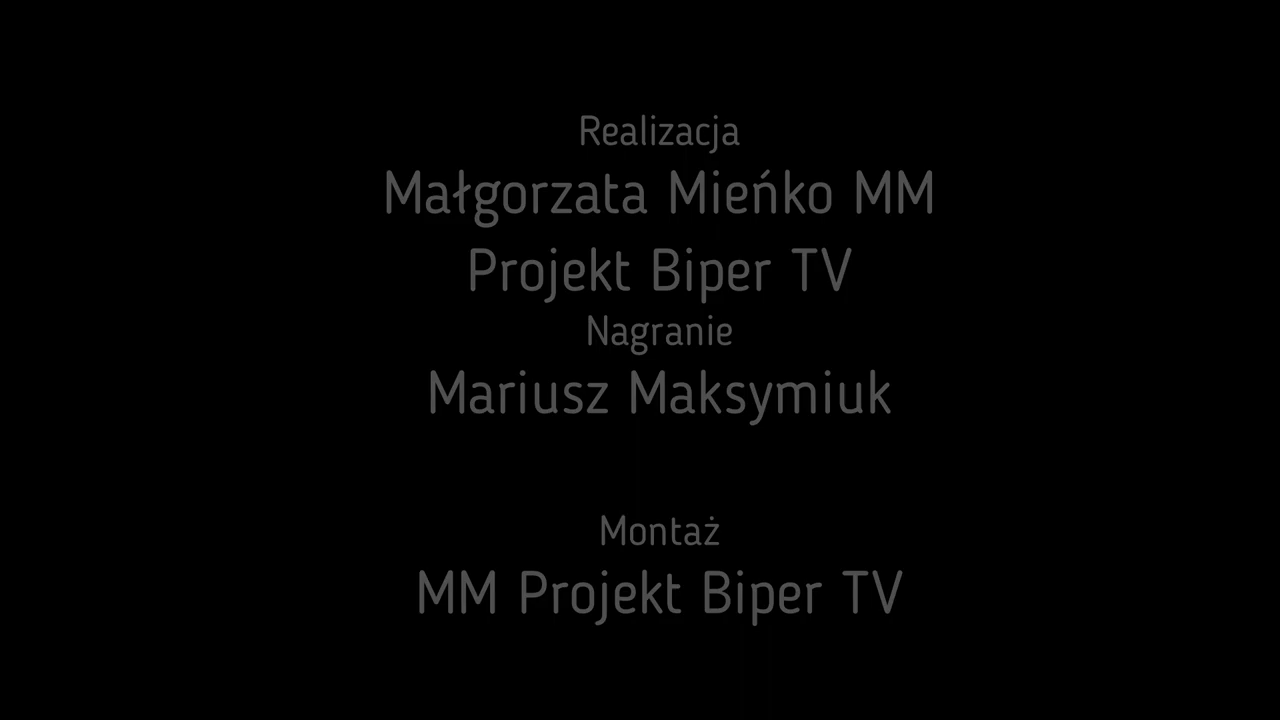 Realizacja
Małgorzata Mieńko MM
Projekt Biper TV
Nagranie
Mariusz Maksymiuk
Montaż
MM Projekt Biper TV